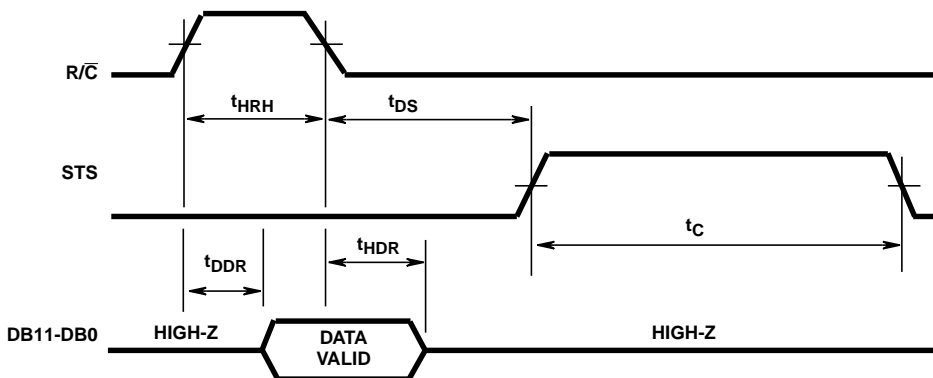 R/C̅
tHRH
tDS
STS
tC
tHDR
tDDR
DB11-DB0
HIGH-Z
DATA
VALID
HIGH-Z